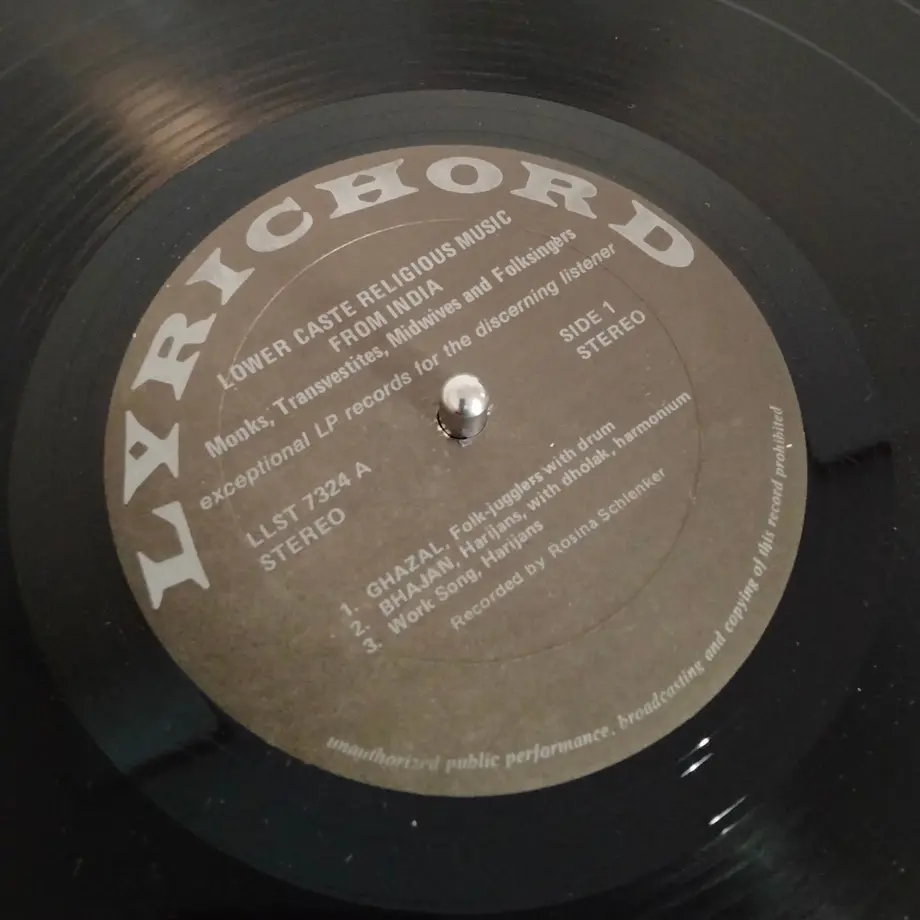 LYRICHORD
LOWER CASTE RELIGIOUS MUSIC
FROM INDIA
Monks, Transvestites, Midwives and Folksingers
exceptional LP records for the discerning listener
LLST 7324 A
STEREO
SIDE 1
STEREO
1. GHAZAL, Folk-jugglers with drum
2. BHAJAN, Harijans, with dholak, harmonium
3. Work Song, Harijans
Recorded by Rosina Schlenker
unauthorized public performance, broadcasting and copying of this record prohibited